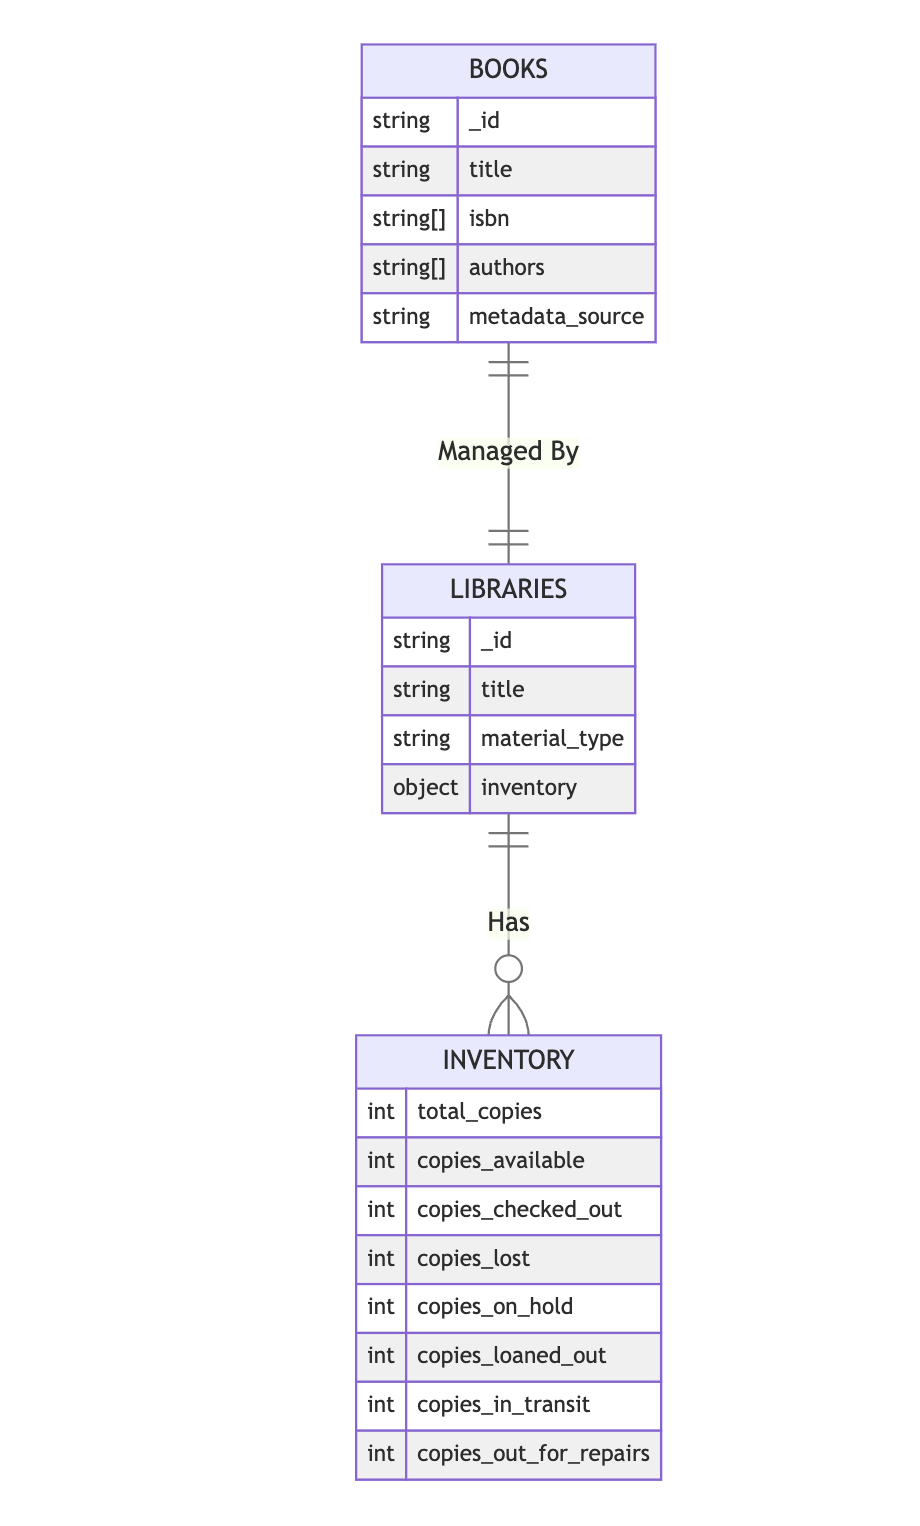 BOOKS
string _id
string title
string[] isbn
string[] authors
string metadata_source
Managed By
LIBRARIES
string _id
string title
string material_type
object inventory
Has
INVENTORY
int total_copies
int copies_available
int copies_checked_out
int copies_lost
int copies_on_hold
int copies_loaned_out
int copies_in_transit
int copies_out_for_repairs